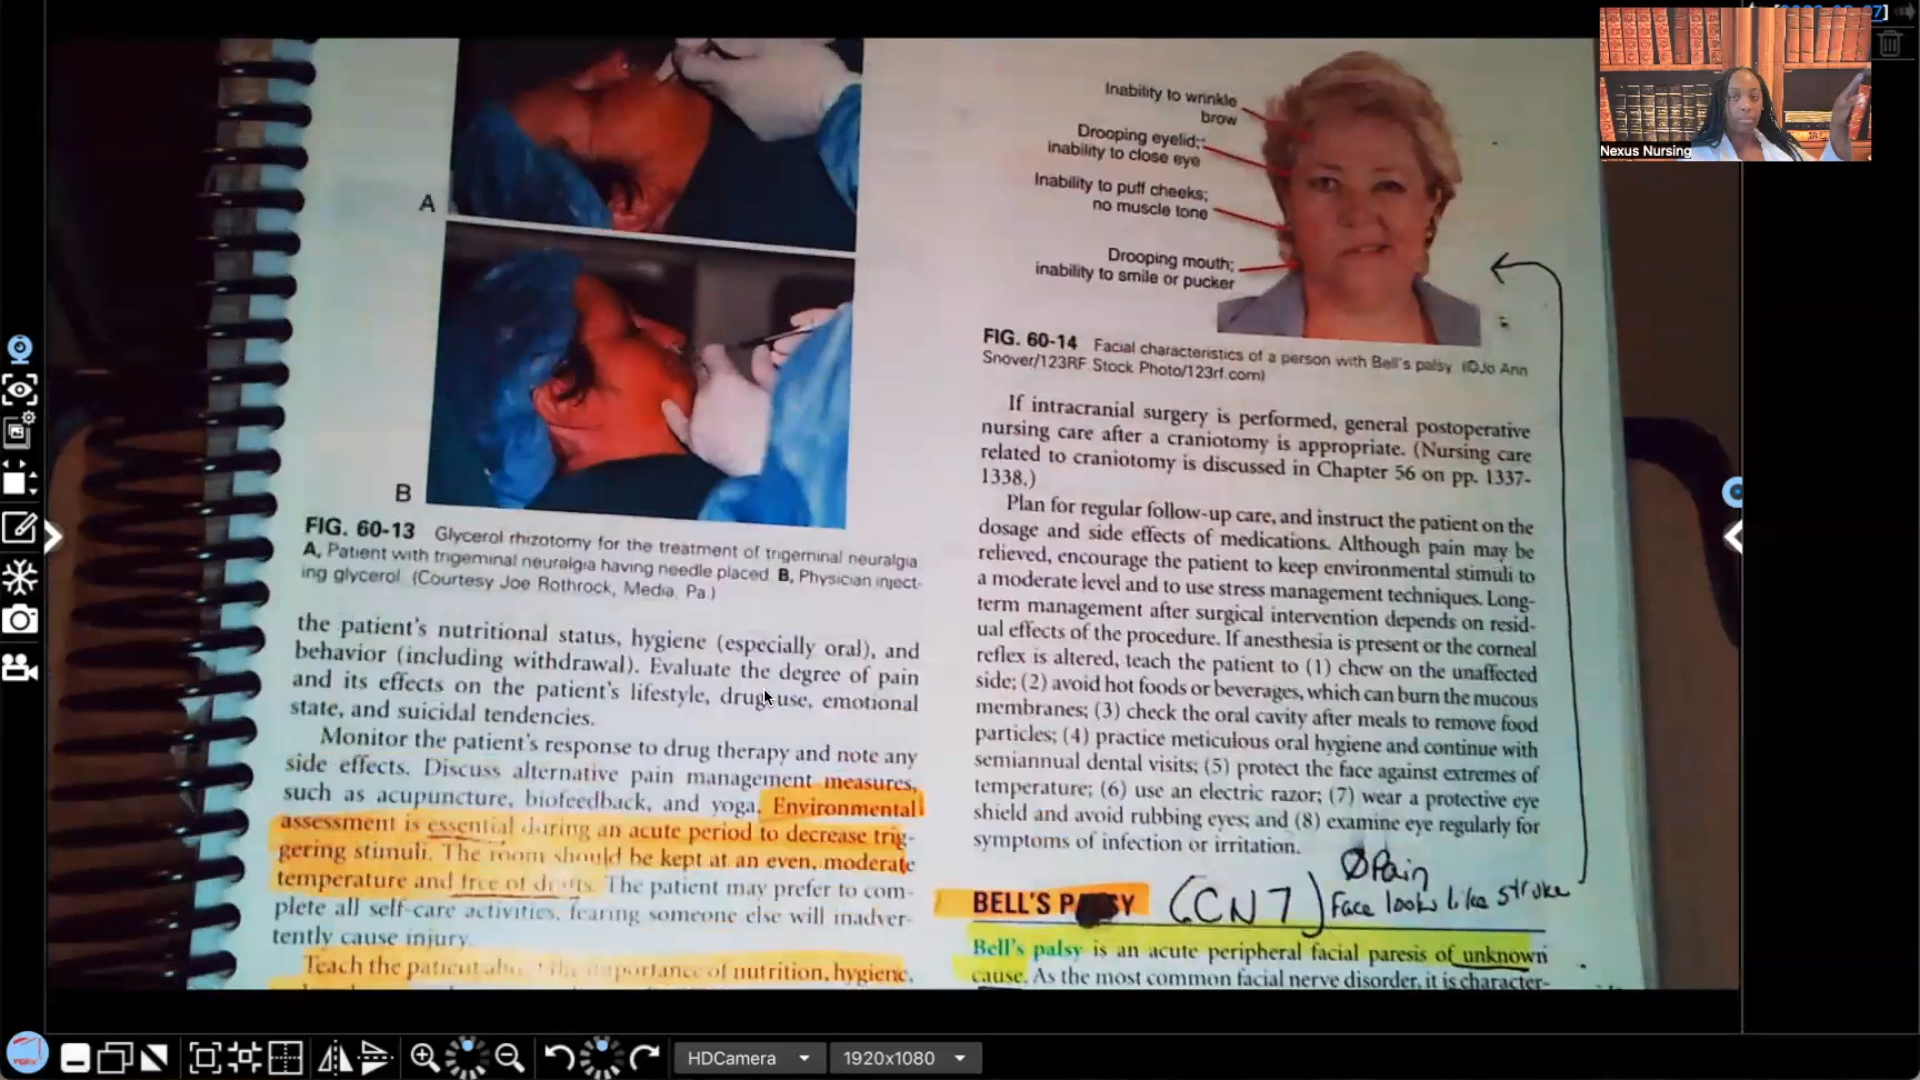 Nexus Nursing
A
B
FIG. 60-13 Glycerol rhizotomy for the treatment of trigeminal neuralgia.
A, Patient with trigeminal neuralgia having needle placed. B, Physician inject-
ing glycerol. (Courtesy Joe Rothrock, Media, Pa.)
the patient's nutritional status, hygiene (especially oral), and
behavior (including withdrawal). Evaluate the degree of pain
and its effects on the patient's lifestyle, drug use, emotional
state, and suicidal tendencies.
Monitor the patient's response to drug therapy and note any
side effects. Discuss alternative pain management measures,
such as acupuncture, biofeedback, and yoga. Environmental
assessment is essential during an acute period to decrease trig-
gering stimuli. The room should be kept at an even, moderate
temperature and free of drafts. The patient may prefer to com-
plete all self-care activities, fearing someone else will inadver-
tently cause injury.
Teach the patient about the importance of nutrition, hygiene,
Inability to wrinkle
brow
Drooping eyelid;
inability to close eye
Inability to puff cheeks;
no muscle tone
Drooping mouth;
inability to smile or pucker
FIG. 60-14 Facial characteristics of a person with Bell's palsy. (©Jo Ann
Snover/123RF Stock Photo/123rf.com)
If intracranial surgery is performed, general postoperative
nursing care after a craniotomy is appropriate. (Nursing care
related to craniotomy is discussed in Chapter 56 on pp. 1337-
1338.)
Plan for regular follow-up care, and instruct the patient on the
dosage and side effects of medications. Although pain may be
relieved, encourage the patient to keep environmental stimuli to
a moderate level and to use stress management techniques. Long-
term management after surgical intervention depends on resid-
ual effects of the procedure. If anesthesia is present or the corneal
reflex is altered, teach the patient to (1) chew on the unaffected
side; (2) avoid hot foods or beverages, which can burn the mucous
membranes; (3) check the oral cavity after meals to remove food
particles; (4) practice meticulous oral hygiene and continue with
semiannual dental visits; (5) protect the face against extremes of
temperature; (6) use an electric razor; (7) wear a protective eye
shield and avoid rubbing eyes; and (8) examine eye regularly for
symptoms of infection or irritation.
Ø Pain
BELL'S PALSY (CN 7) Face looks like stroke
Bell's palsy is an acute peripheral facial paresis of unknown
cause. As the most common facial nerve disorder, it is character-
HDCamera
1920x1080